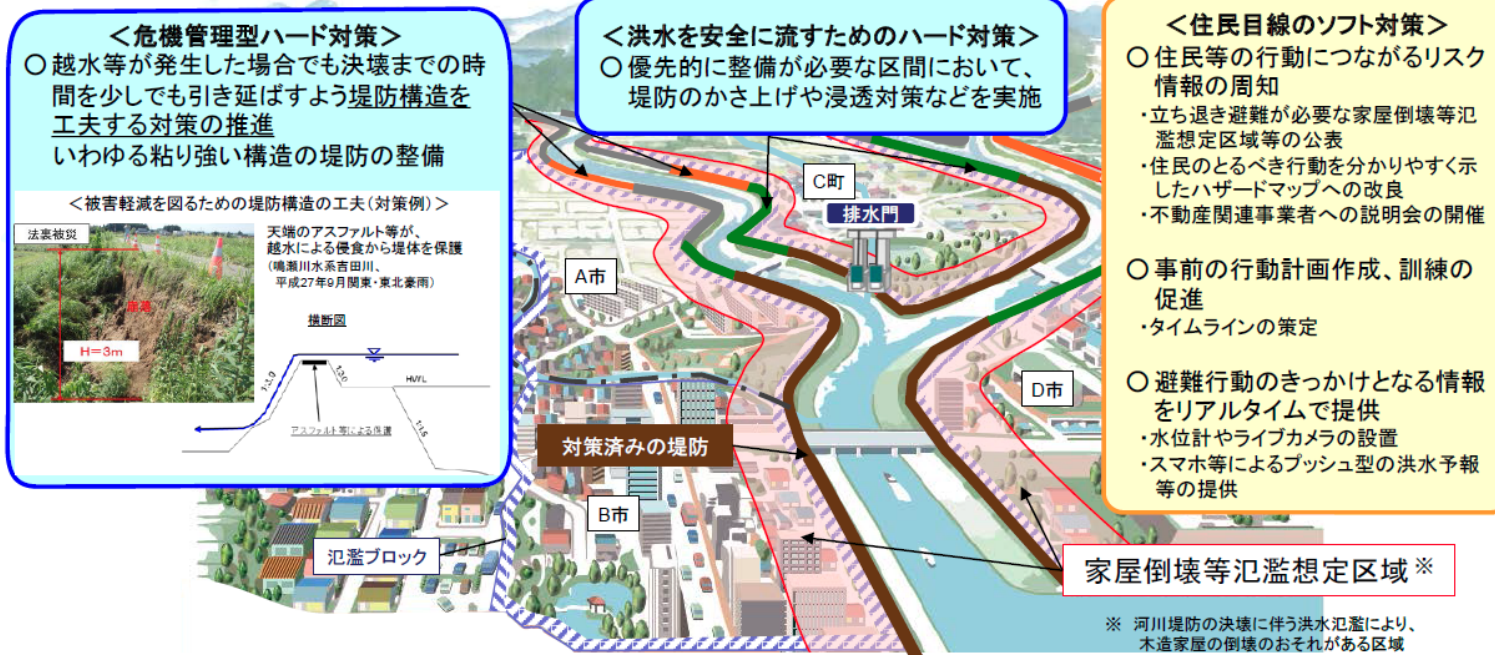 ＜危機管理型ハード対策＞
○越水等が発生した場合でも決壊までの時
間を少しでも引き延ばすよう堤防構造を
工夫する対策の推進
いわゆる粘り強い構造の堤防の整備
＜被害軽減を図るための堤防構造の工夫（対策例）＞
法裏被災
崩落
H=3m
天端のアスファルト等が、
越水による侵食から堤体を保護
（鳴瀬川水系吉田川、
平成27年9月関東・東北豪雨）
横断図
1:3.0
1:3.0
HWL
1:1.5
アスファルト等による保護
＜洪水を安全に流すためのハード対策＞
○優先的に整備が必要な区間において、
堤防のかさ上げや浸透対策などを実施
C町
排水門
A市
D市
対策済みの堤防
B市
氾濫ブロック
＜住民目線のソフト対策＞
○住民等の行動につながるリスク
情報の周知
・立ち退き避難が必要な家屋倒壊等氾
濫想定区域等の公表
・住民のとるべき行動を分かりやすく示
したハザードマップへの改良
・不動産関連事業者への説明会の開催
○事前の行動計画作成、訓練の
促進
・タイムラインの策定
○避難行動のきっかけとなる情報
をリアルタイムで提供
・水位計やライブカメラの設置
・スマホ等によるプッシュ型の洪水予報
等の提供
家屋倒壊等氾濫想定区域※
※ 河川堤防の決壊に伴う洪水氾濫により、
木造家屋の倒壊のおそれがある区域